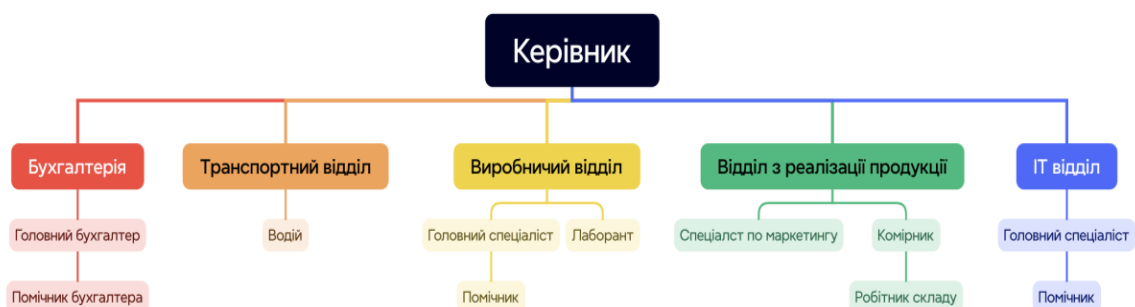 Керівник
Бухгалтерія
Транспортний відділ
Виробничий відділ
Відділ з реалізації продукції
ІТ відділ
Головний бухгалтер
Водій
Головний спеціаліст
Лаборант
Спеціалст по маркетингу
Комірник
Головний спеціаліст
Помічник бухгалтера
Помічник
Робітник складу
Помічник